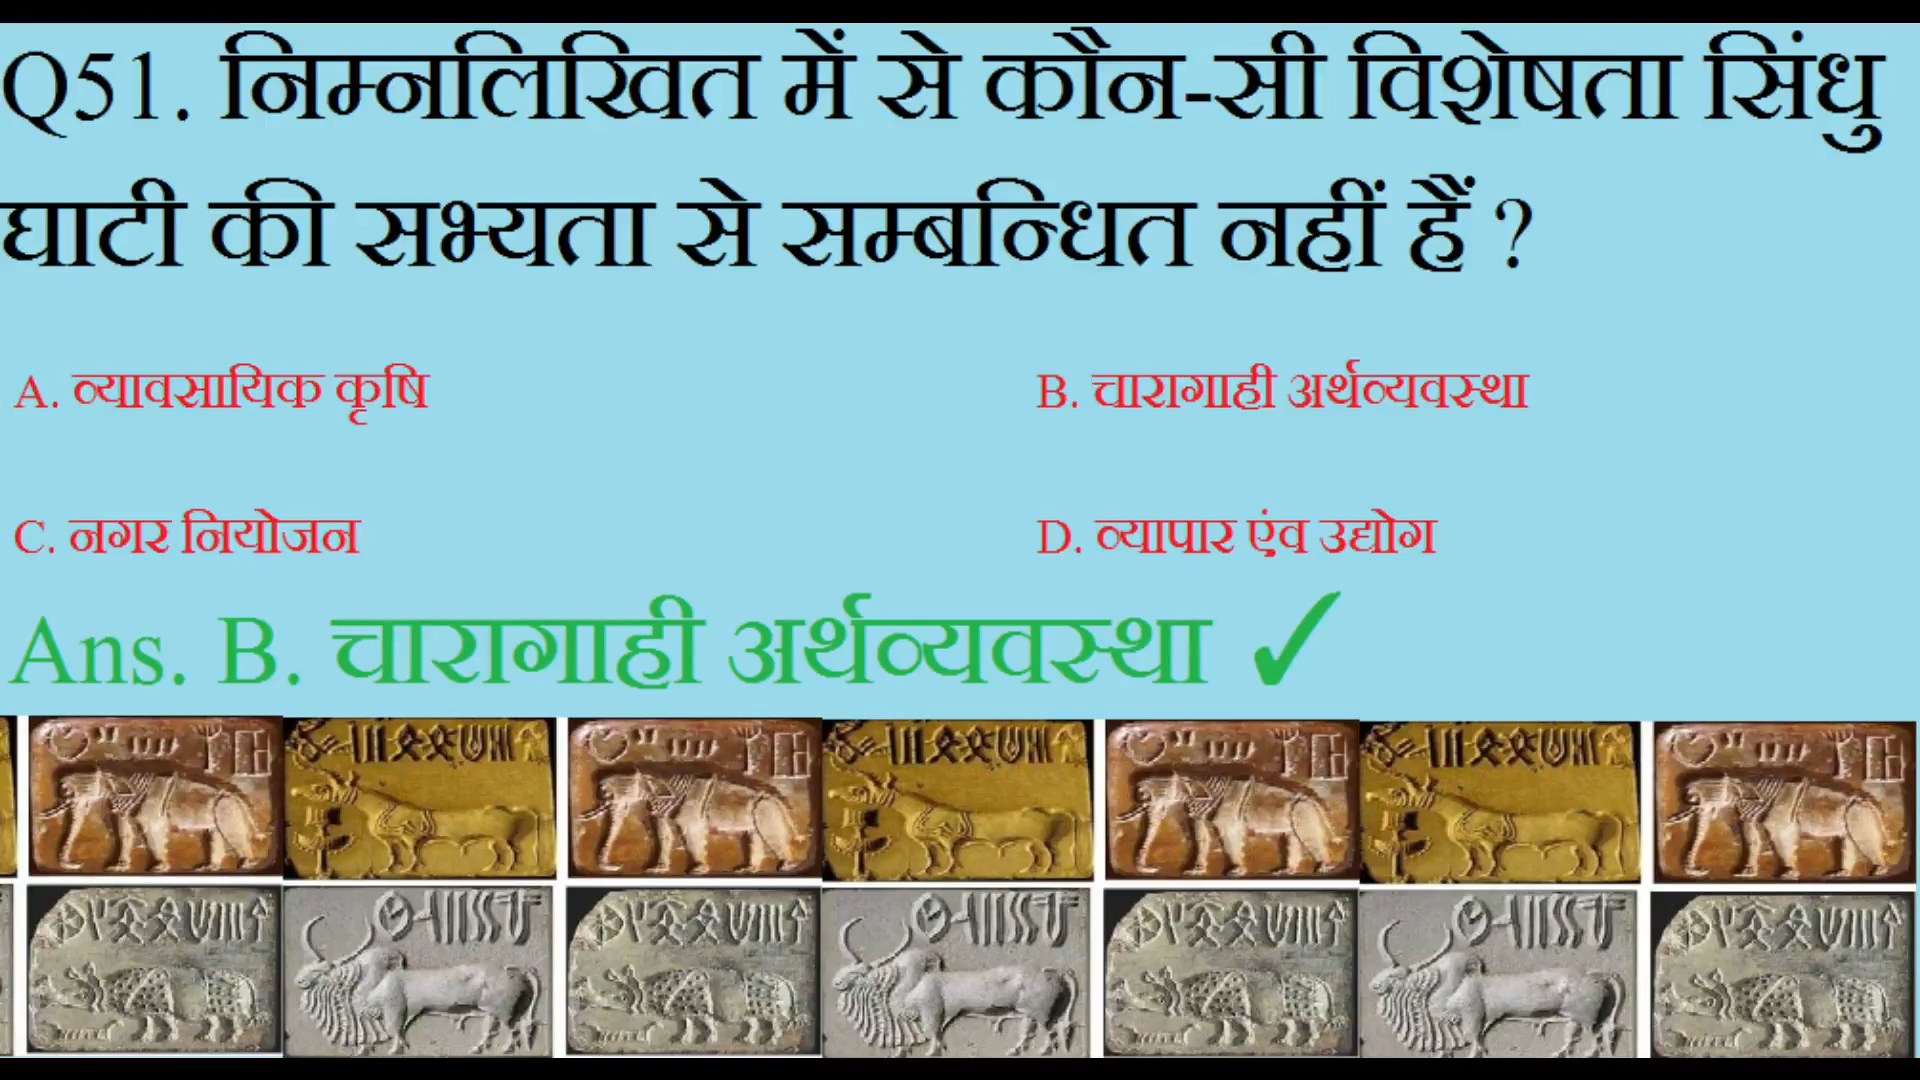 Q51. निम्नलिखित में से कौन-सी विशेषता सिंधु
घाटी की सभ्यता से सम्बन्धित नहीं हैं ?
A. व्यावसायिक कृषि
B. चारागाही अर्थव्यवस्था
C. नगर नियोजन
D. व्यापार एंव उद्योग
Ans. B. चारागाही अर्थव्यवस्था ✓